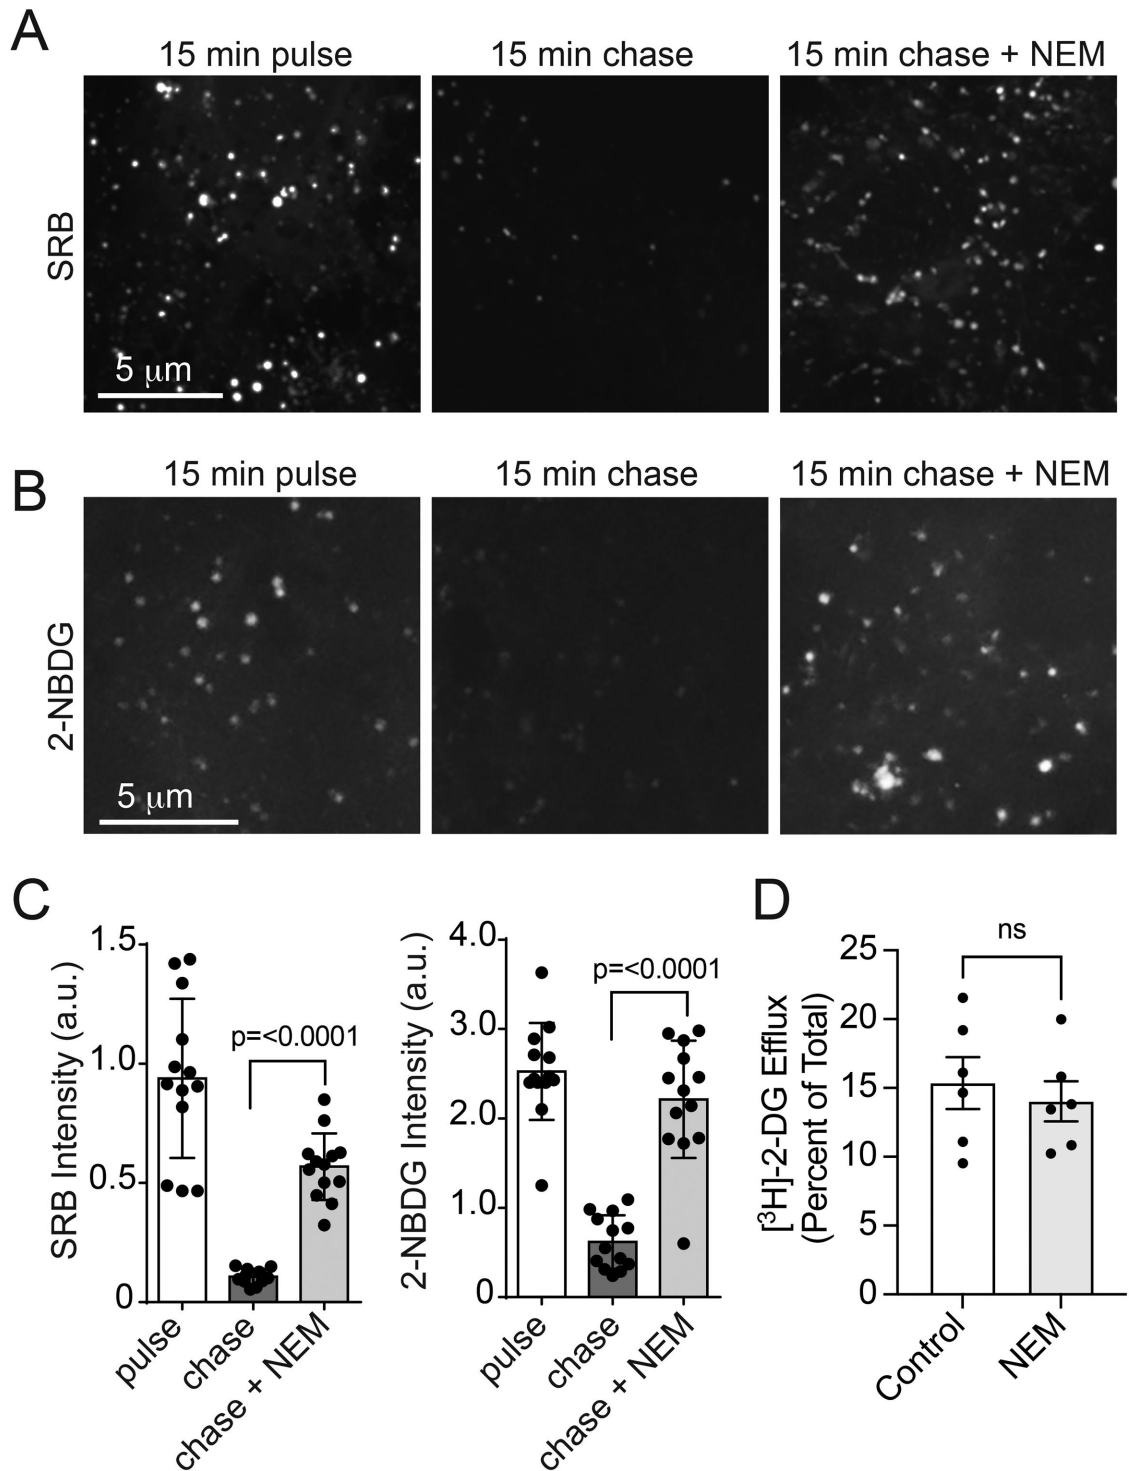 A
15 min pulse
15 min chase
15 min chase + NEM
SRB
5 μm
B
15 min pulse
15 min chase
15 min chase + NEM
2-NBDG
5 μm
C
SRB Intensity (a.u.)
1.5
1.0
0.5
0
p=<0.0001
pulse
chase
chase + NEM
2-NBDG Intensity (a.u.)
4.0
3.0
2.0
1.0
0
p=<0.0001
pulse
chase
chase + NEM
D
[³H]-2-DG Efflux
(Percent of Total)
25
20
15
10
5
0
ns
Control
NEM